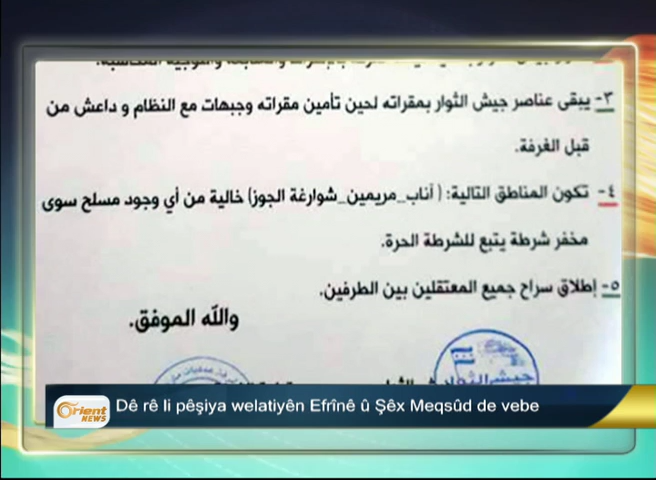 ٣- يبقى عناصر جيش الثوار بمقراته لحين تأمين مقراته وجبهات مع النظام و داعش من
قبل الغرفة.
٤- تكون المناطق التالية: ( أناب_مريمين_شوارغة الجوز) خالية من أي وجود مسلح سوى
مخفر شرطة يتبع للشرطة الحرة.
٥- إطلاق سراح جميع المعتقلين بين الطرفين.
والله الموفق.
جيش الثوار
Orient NEWS
Dê rê li pêşiya welatiyên Efrînê û Şêx Meqsûd de vebe